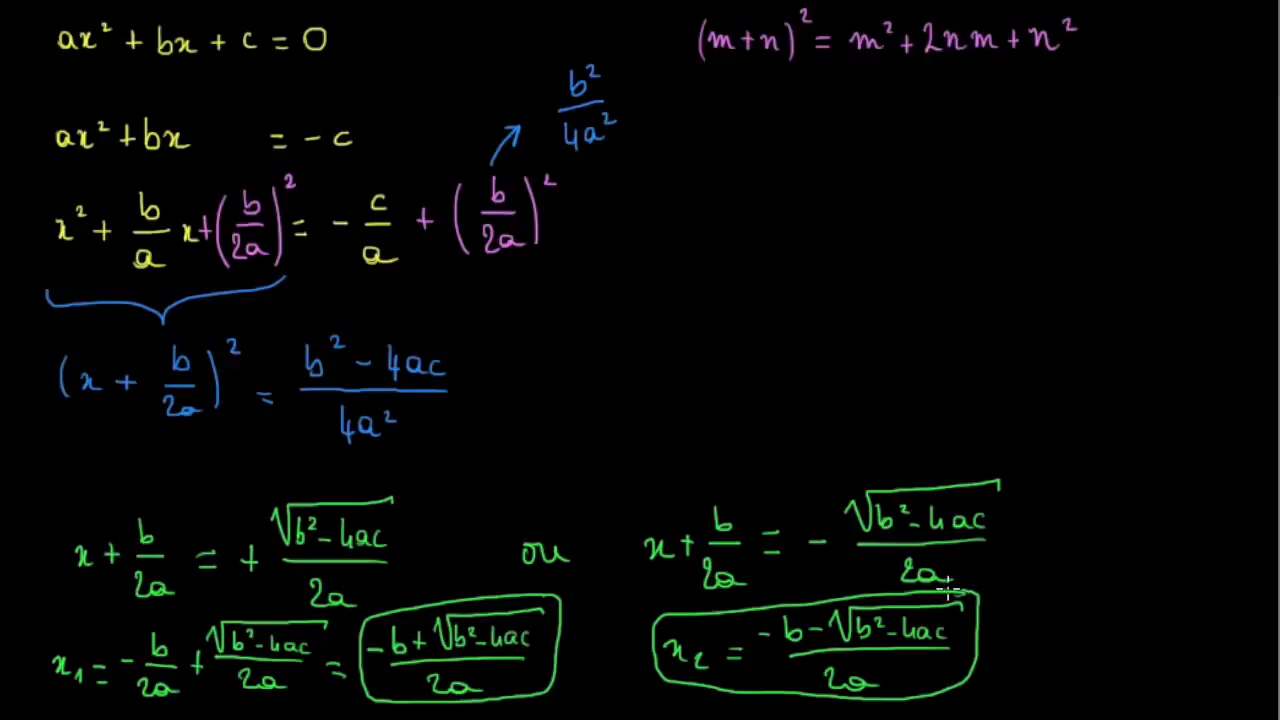 ax² + bx + c = 0
(m+n)² = m² + 2nm + n²
b²/4a²
ax² + bx = -c
x² + b/a x + (b/2a)² = - c/a + (b/2a)²
(x + b/2a)² = (b² - 4ac)/4a²
x + b/2a = + √(b² - 4ac)/2a ou x + b/2a = - √(b² - 4ac)/2a
x₁ = - b/2a + √(b² - 4ac)/2a = (-b + √(b² - 4ac))/2a
x₂ = (-b - √(b² - 4ac))/2a